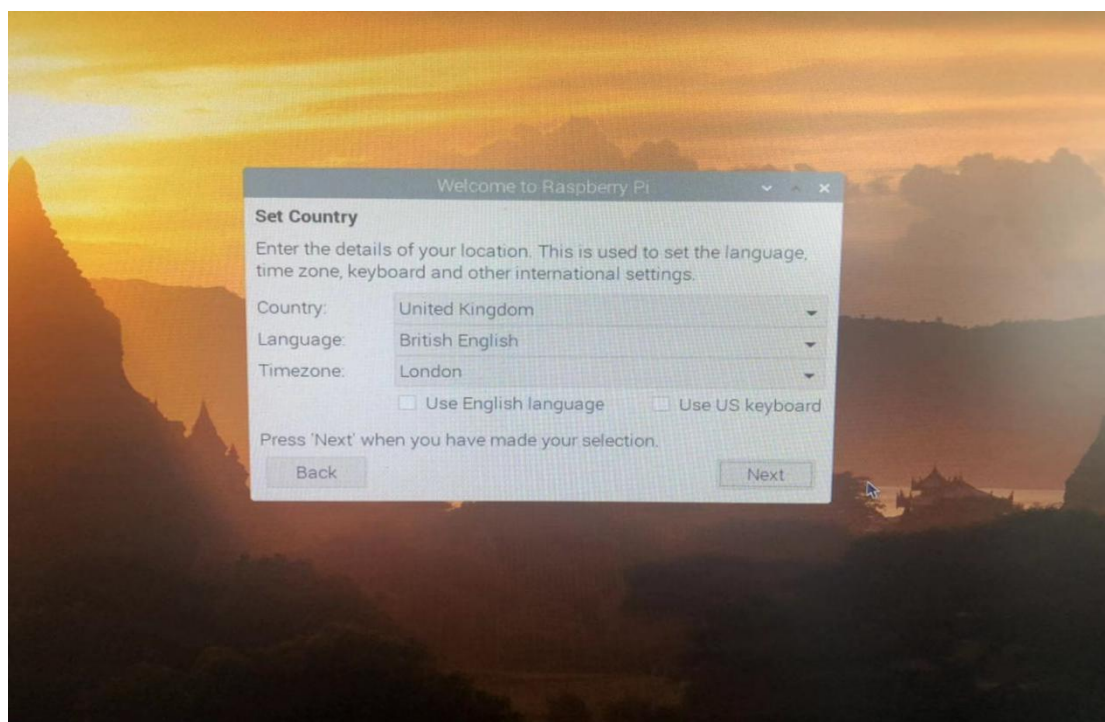 Welcome to Raspberry Pi
Set Country
Enter the details of your location. This is used to set the language,
time zone, keyboard and other international settings.
Country: United Kingdom
Language: British English
Timezone: London
Use English language Use US keyboard
Press 'Next' when you have made your selection.
Back Next